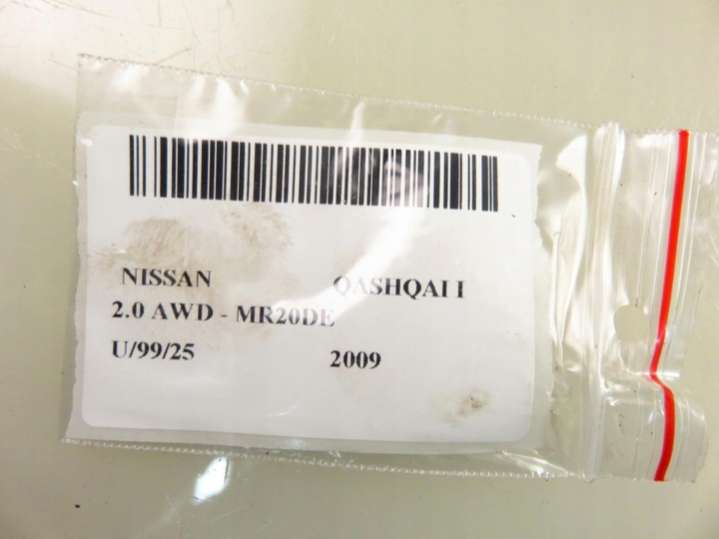 NISSAN QASHQAI I
2.0 AWD - MR20DE
U/99/25 2009